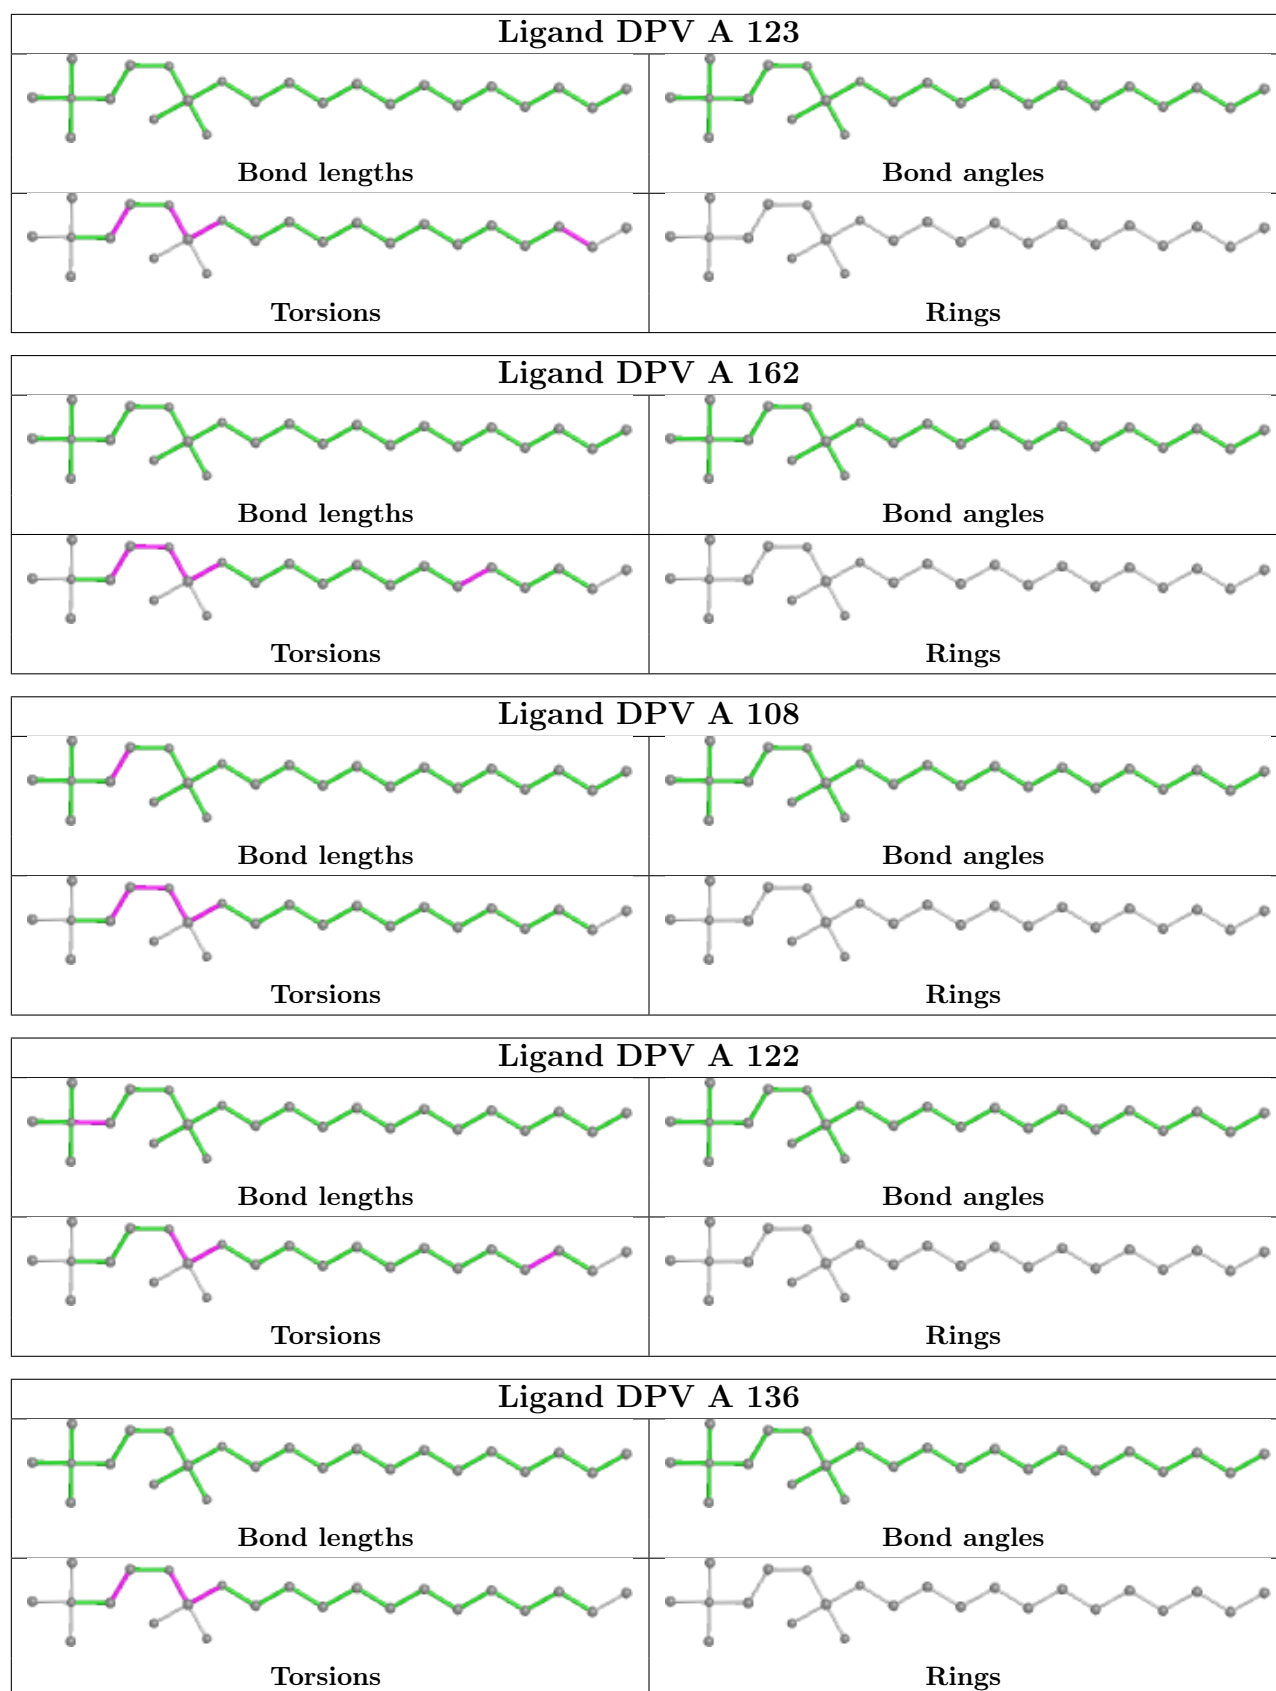 Ligand DPV A 123
Bond lengths Bond angles
Torsions Rings
Ligand DPV A 162
Bond lengths Bond angles
Torsions Rings
Ligand DPV A 108
Bond lengths Bond angles
Torsions Rings
Ligand DPV A 122
Bond lengths Bond angles
Torsions Rings
Ligand DPV A 136
Bond lengths Bond angles
Torsions Rings